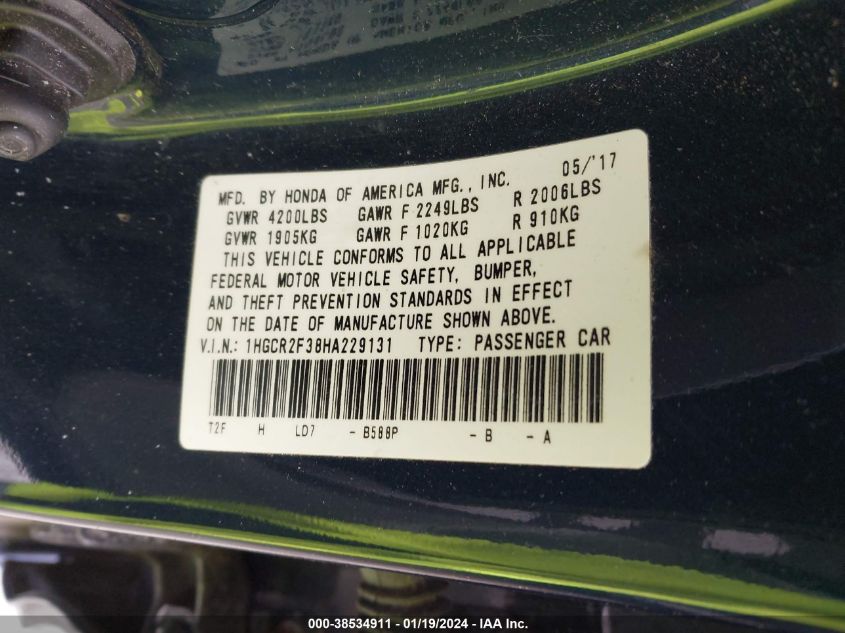 MFD. BY HONDA OF AMERICA MFG., INC. 05/'17
GVWR 4200LBS GAWR F 2249LBS R 2006LBS
GVWR 1905KG GAWR F 1020KG R 910KG
THIS VEHICLE CONFORMS TO ALL APPLICABLE
FEDERAL MOTOR VEHICLE SAFETY, BUMPER,
AND THEFT PREVENTION STANDARDS IN EFFECT
ON THE DATE OF MANUFACTURE SHOWN ABOVE.
V.I.N.: 1HGCR2F38HA229131 TYPE: PASSENGER CAR
T2F H LD7 - B588P - B - A
000-38534911 - 01/19/2024 - IAA Inc.